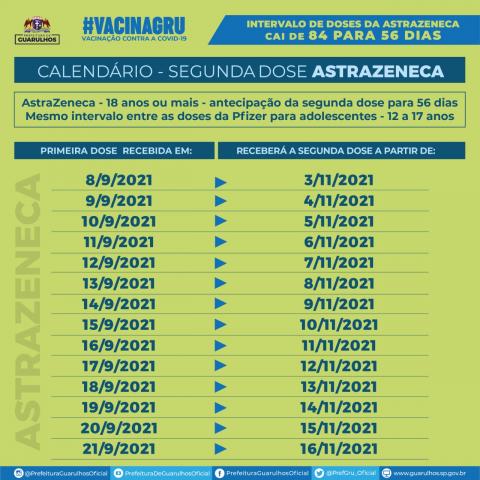 PREFEITURA DE
GUARULHOS
#VACINAGRU
VACINAÇÃO CONTRA A COVID-19
INTERVALO DE DOSES DA ASTRAZENECA
CAI DE 84 PARA 56 DIAS
CALENDÁRIO - SEGUNDA DOSE ASTRAZENECA
AstraZeneca - 18 anos ou mais - antecipação da segunda dose para 56 dias
Mesmo intervalo entre as doses da Pfizer para adolescentes - 12 a 17 anos
PRIMEIRA DOSE RECEBIDA EM: RECEBERÁ A SEGUNDA DOSE A PARTIR DE:
8/9/2021 3/11/2021
9/9/2021 4/11/2021
10/9/2021 5/11/2021
11/9/2021 6/11/2021
12/9/2021 7/11/2021
13/9/2021 8/11/2021
14/9/2021 9/11/2021
15/9/2021 10/11/2021
16/9/2021 11/11/2021
17/9/2021 12/11/2021
18/9/2021 13/11/2021
19/9/2021 14/11/2021
20/9/2021 15/11/2021
21/9/2021 16/11/2021
ASTRAZENECA
@PrefeituraGuarulhosOficial @PrefeituraDeGuarulhosOficial @PrefeituraGuarulhosOficial @PrefGru_Oficial www.guarulhos.sp.gov.br